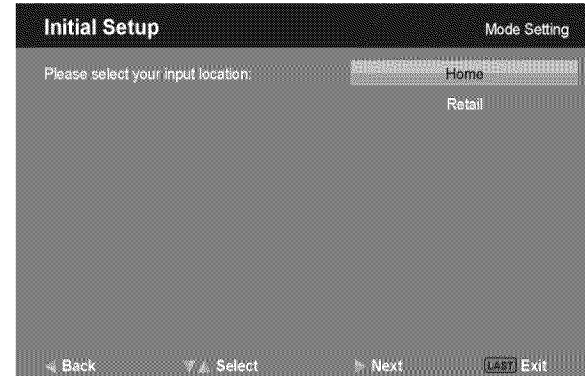 Initial Setup Mode Setting
Please select your input location: Home
Retail
Back Select Next LAST Exit